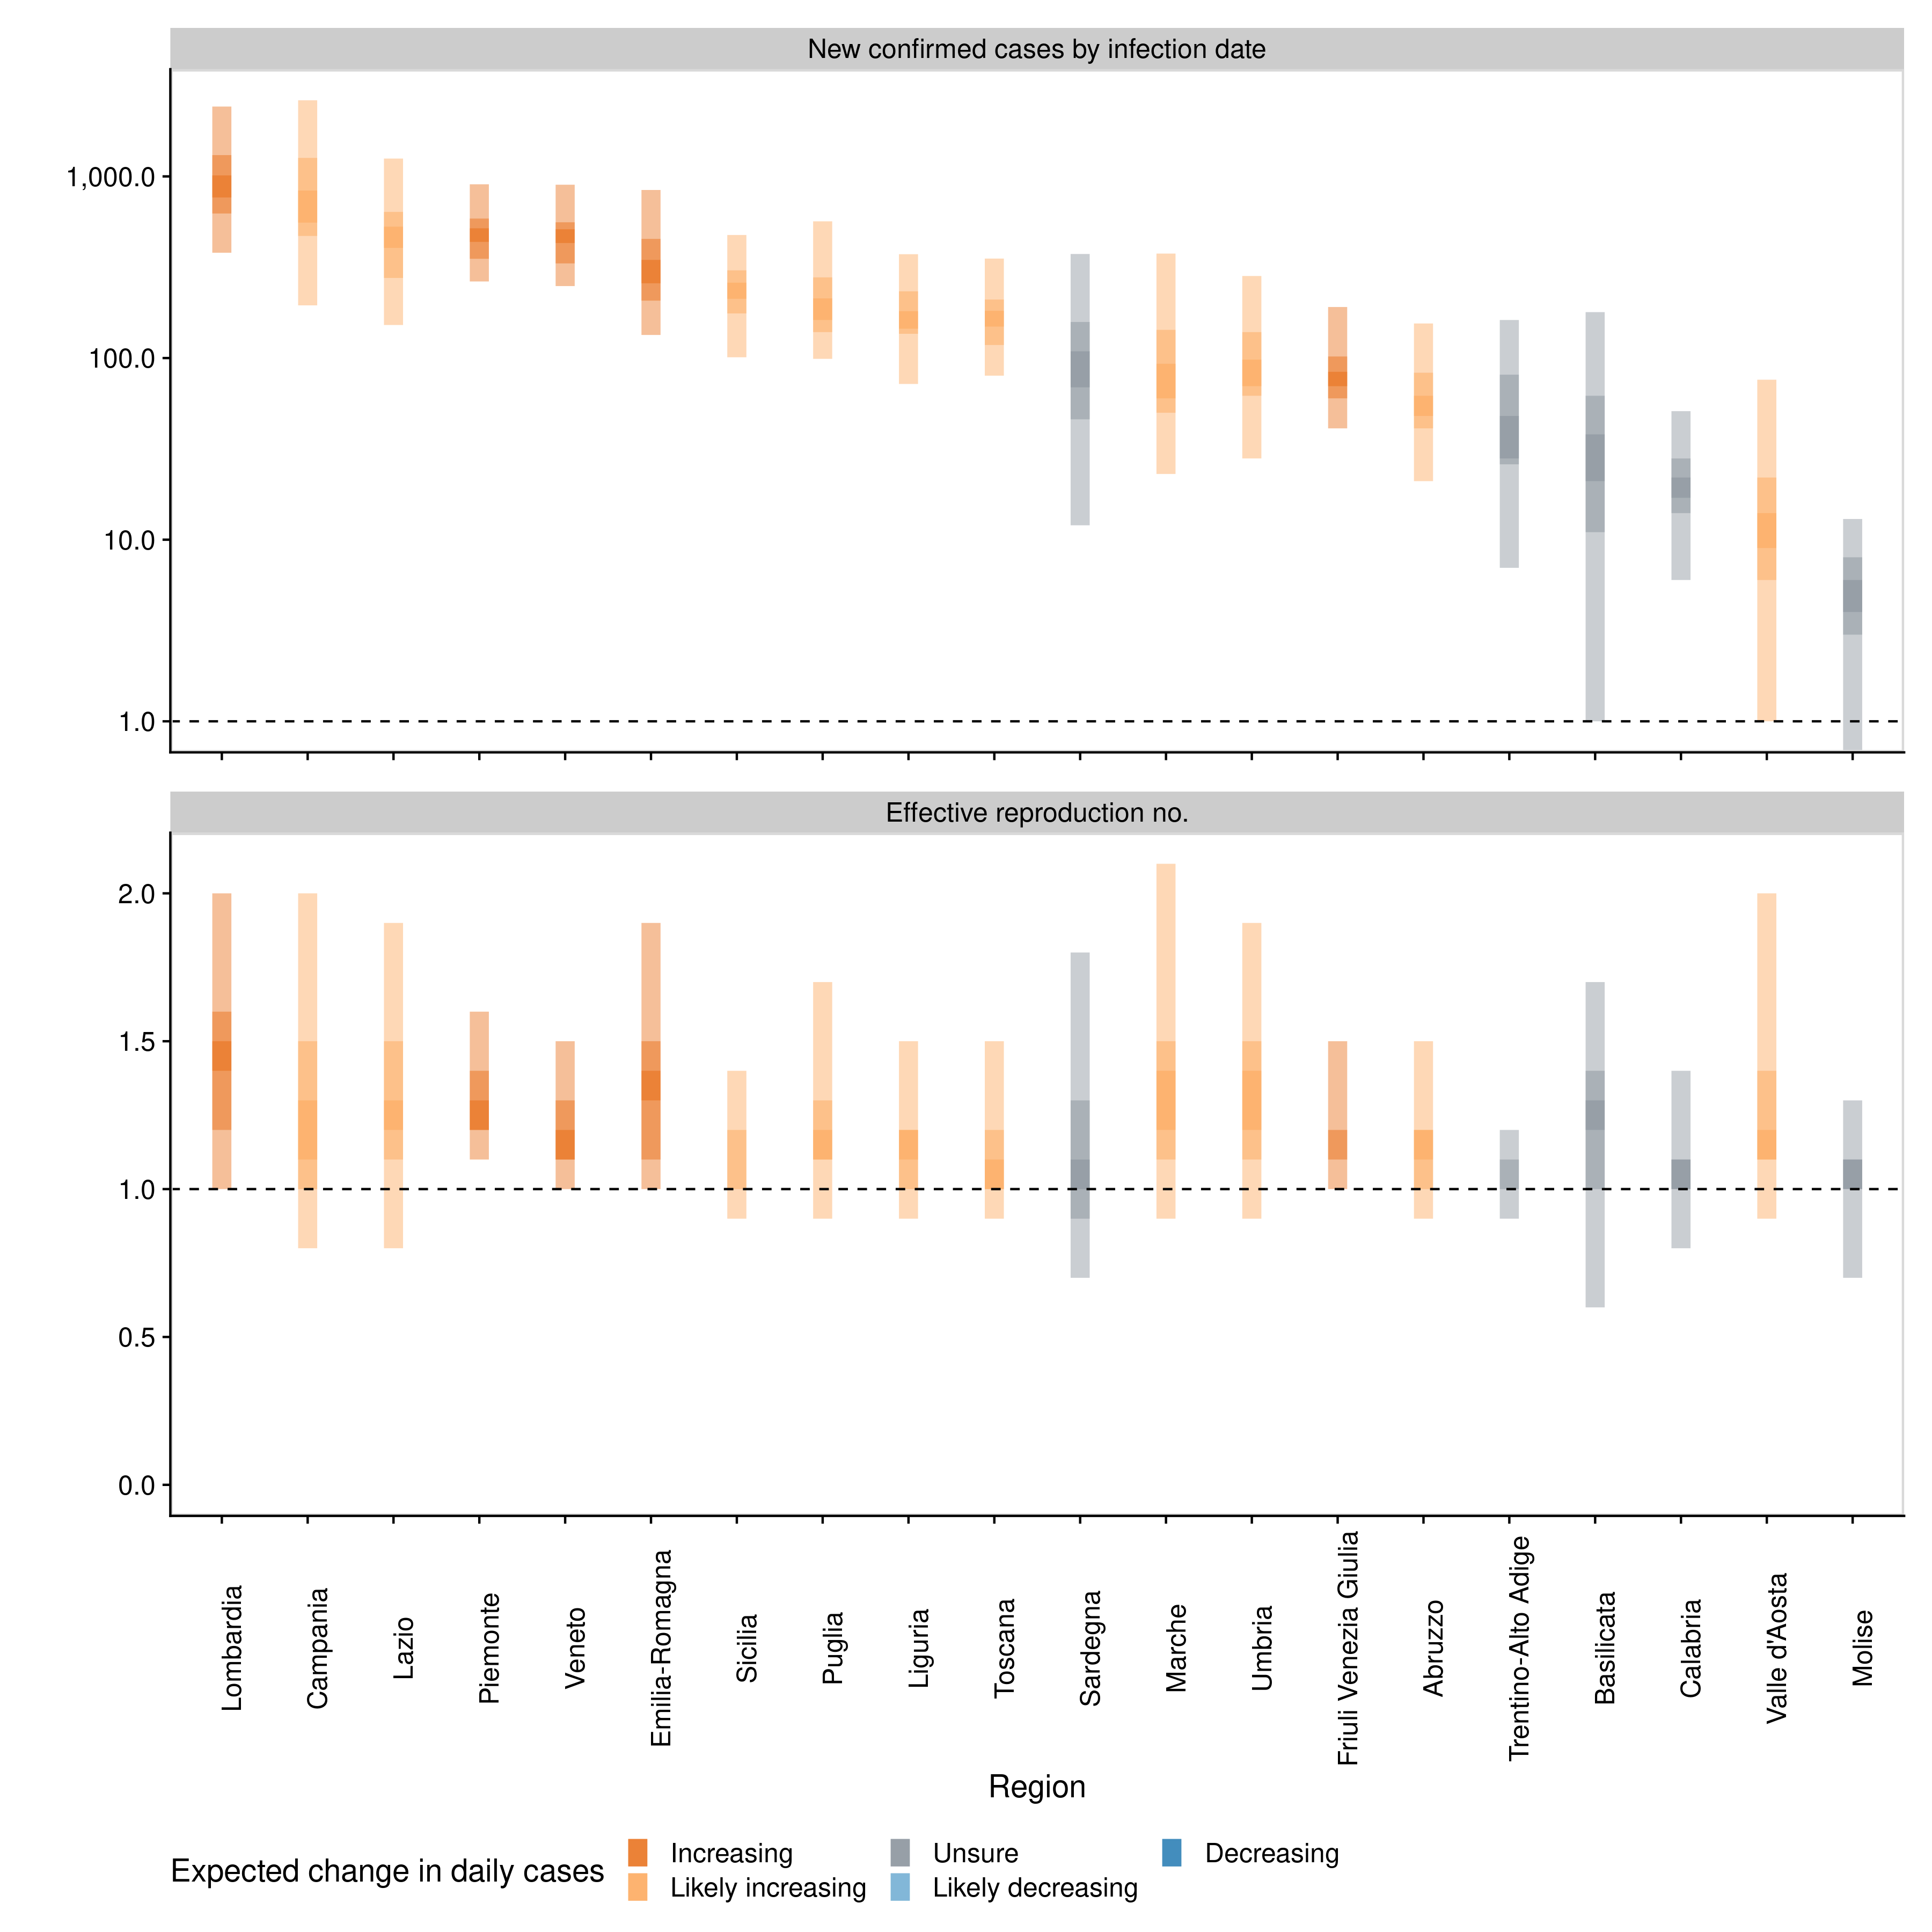 New confirmed cases by infection date
1,000.0
100.0
10.0
1.0
Effective reproduction no.
2.0
1.5
1.0
0.5
0.0
Lombardia
Campania
Lazio
Piemonte
Veneto
Emilia-Romagna
Sicilia
Puglia
Liguria
Toscana
Sardegna
Marche
Umbria
Friuli Venezia Giulia
Abruzzo
Trentino-Alto Adige
Basilicata
Calabria
Valle d'Aosta
Molise
Region
Expected change in daily cases
Increasing
Likely increasing
Unsure
Likely decreasing
Decreasing